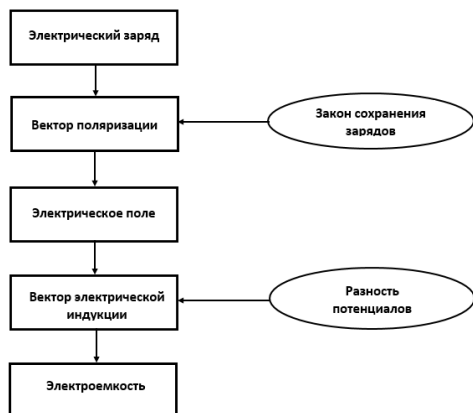 Электрический заряд
Вектор поляризации
Закон сохранения
зарядов
Электрическое поле
Вектор электрической
индукции
Разность
потенциалов
Электроемкость